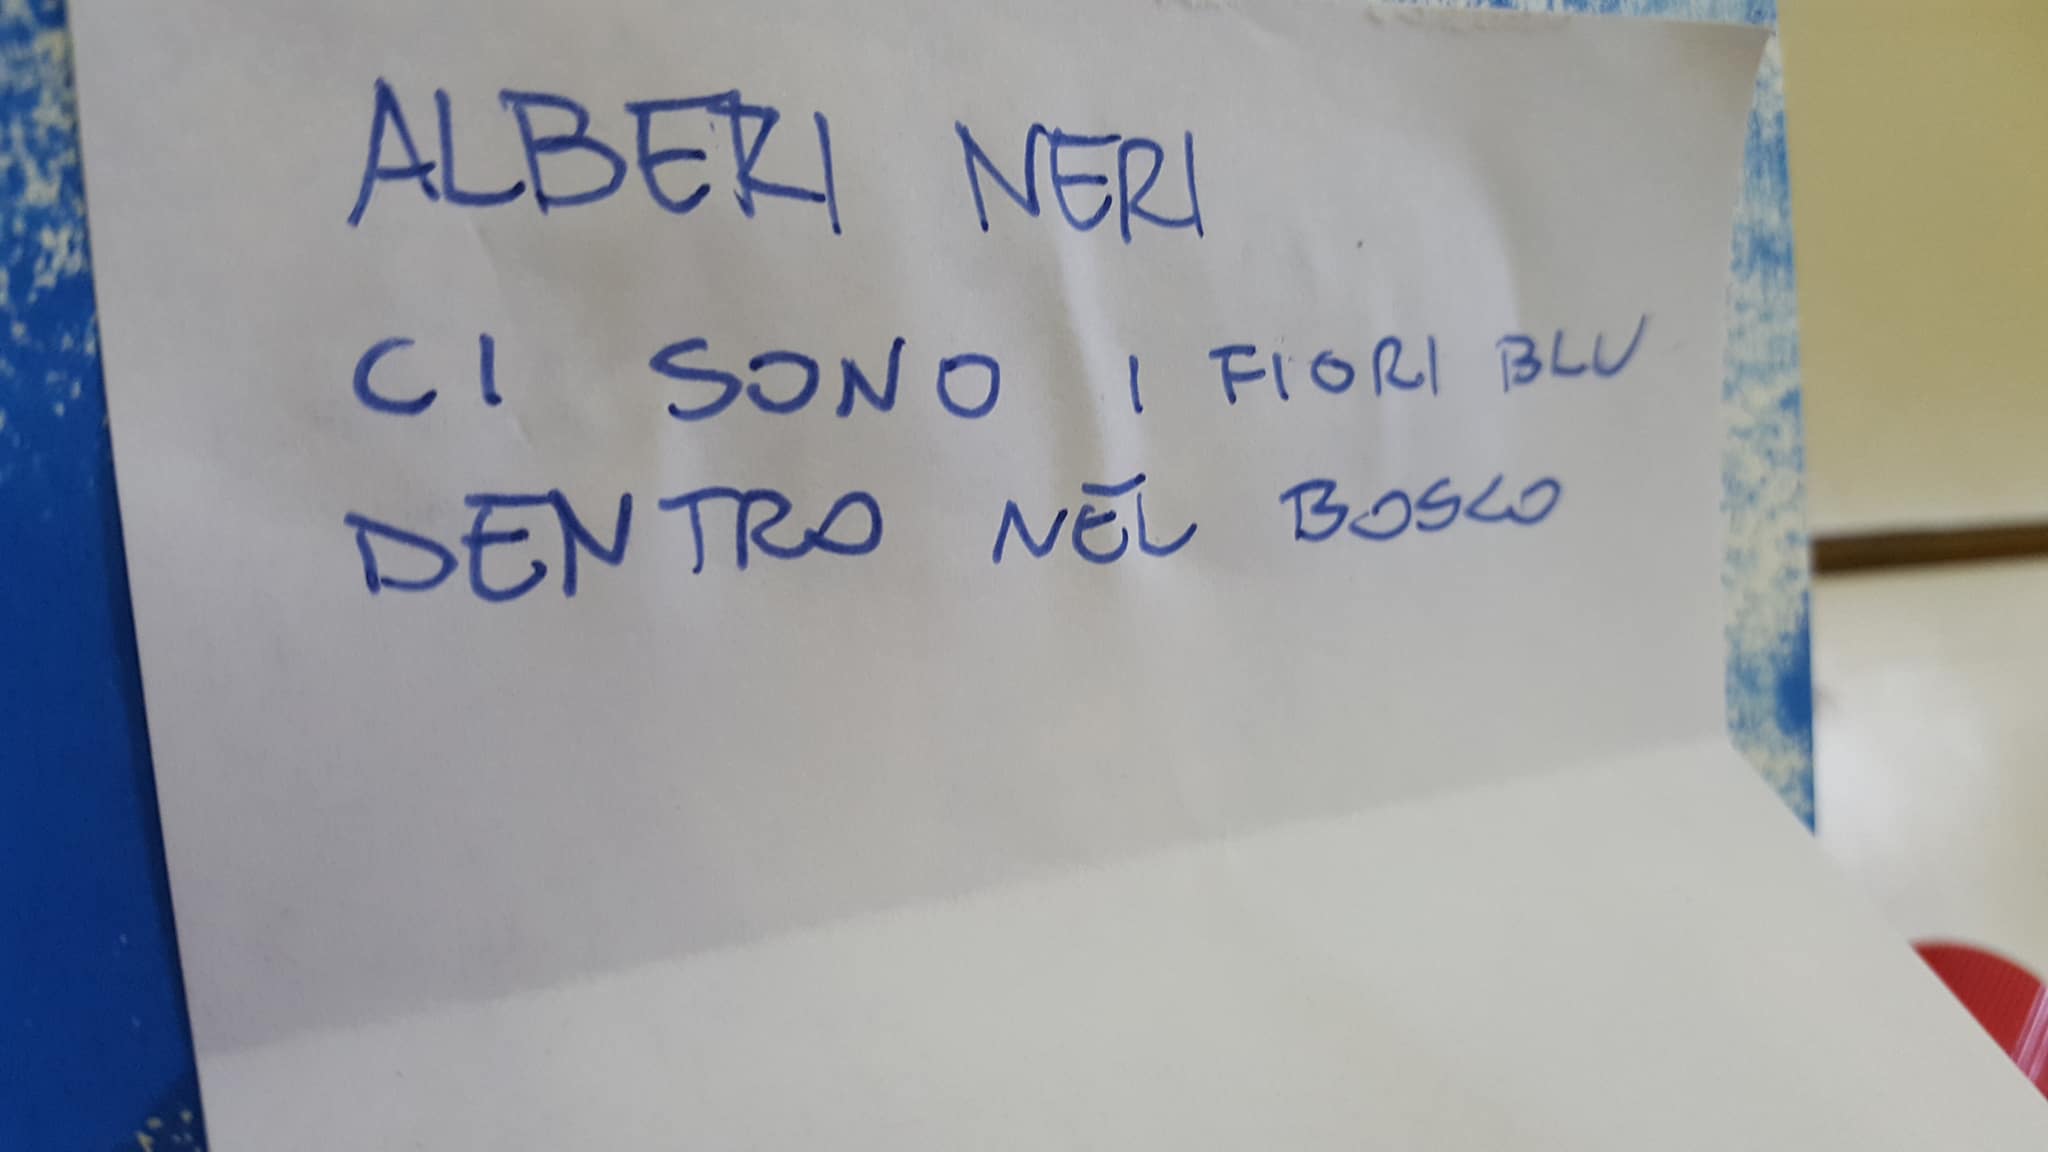 ALBERI NERI
CI SONO I FIORI BLU
DENTRO NEL BOSCO